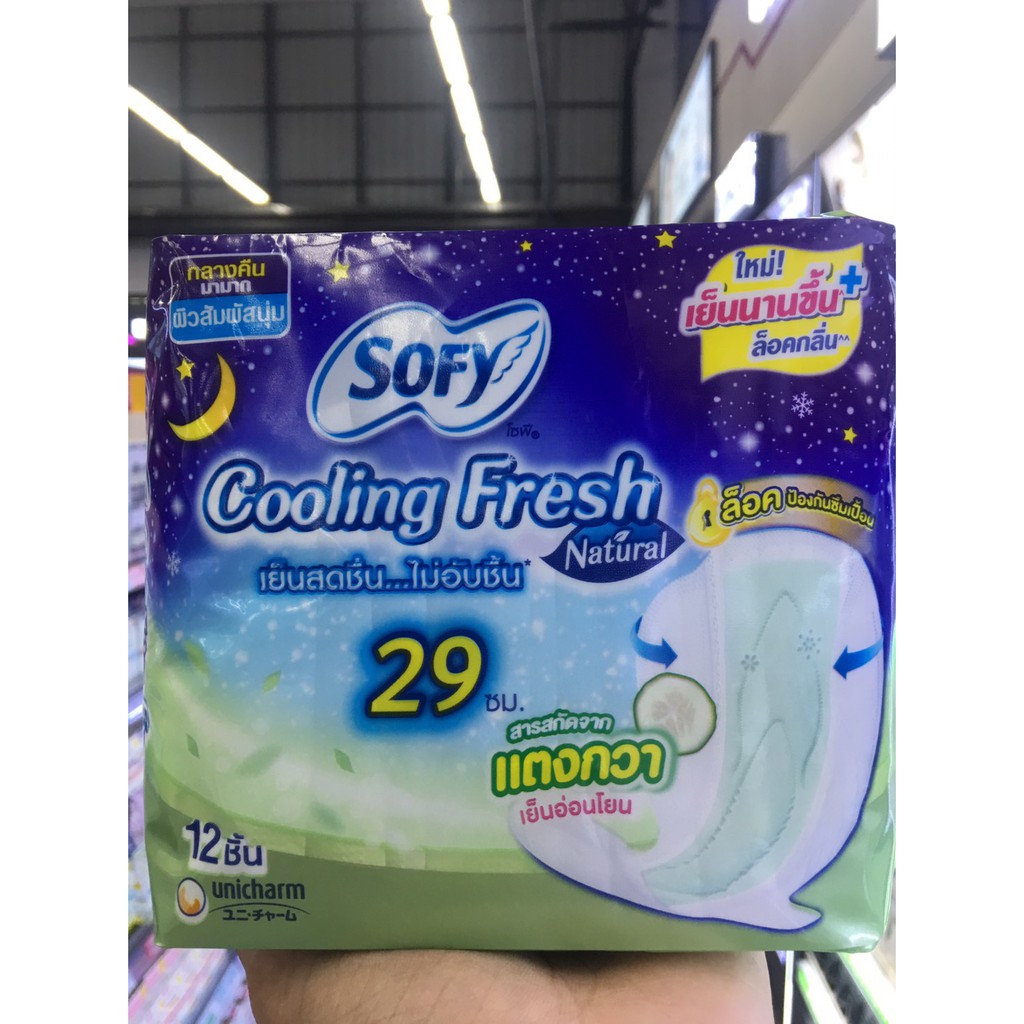 กลางคืน
มามาก
ผิวสัมผัสนุ่ม
ใหม่!
เย็นนานขึ้น^+
ล็อคกลิ่น^^
SOFY
โซฟี®
Cooling Fresh
Natural
เย็นสดชื่น...ไม่อับชื้น*
ล็อค ป้องกันซึมเปื้อน
29 ซม.
สารสกัดจาก
แตงกวา
เย็นอ่อนโยน
12 ชิ้น
unicharm
ユニ・チャーム